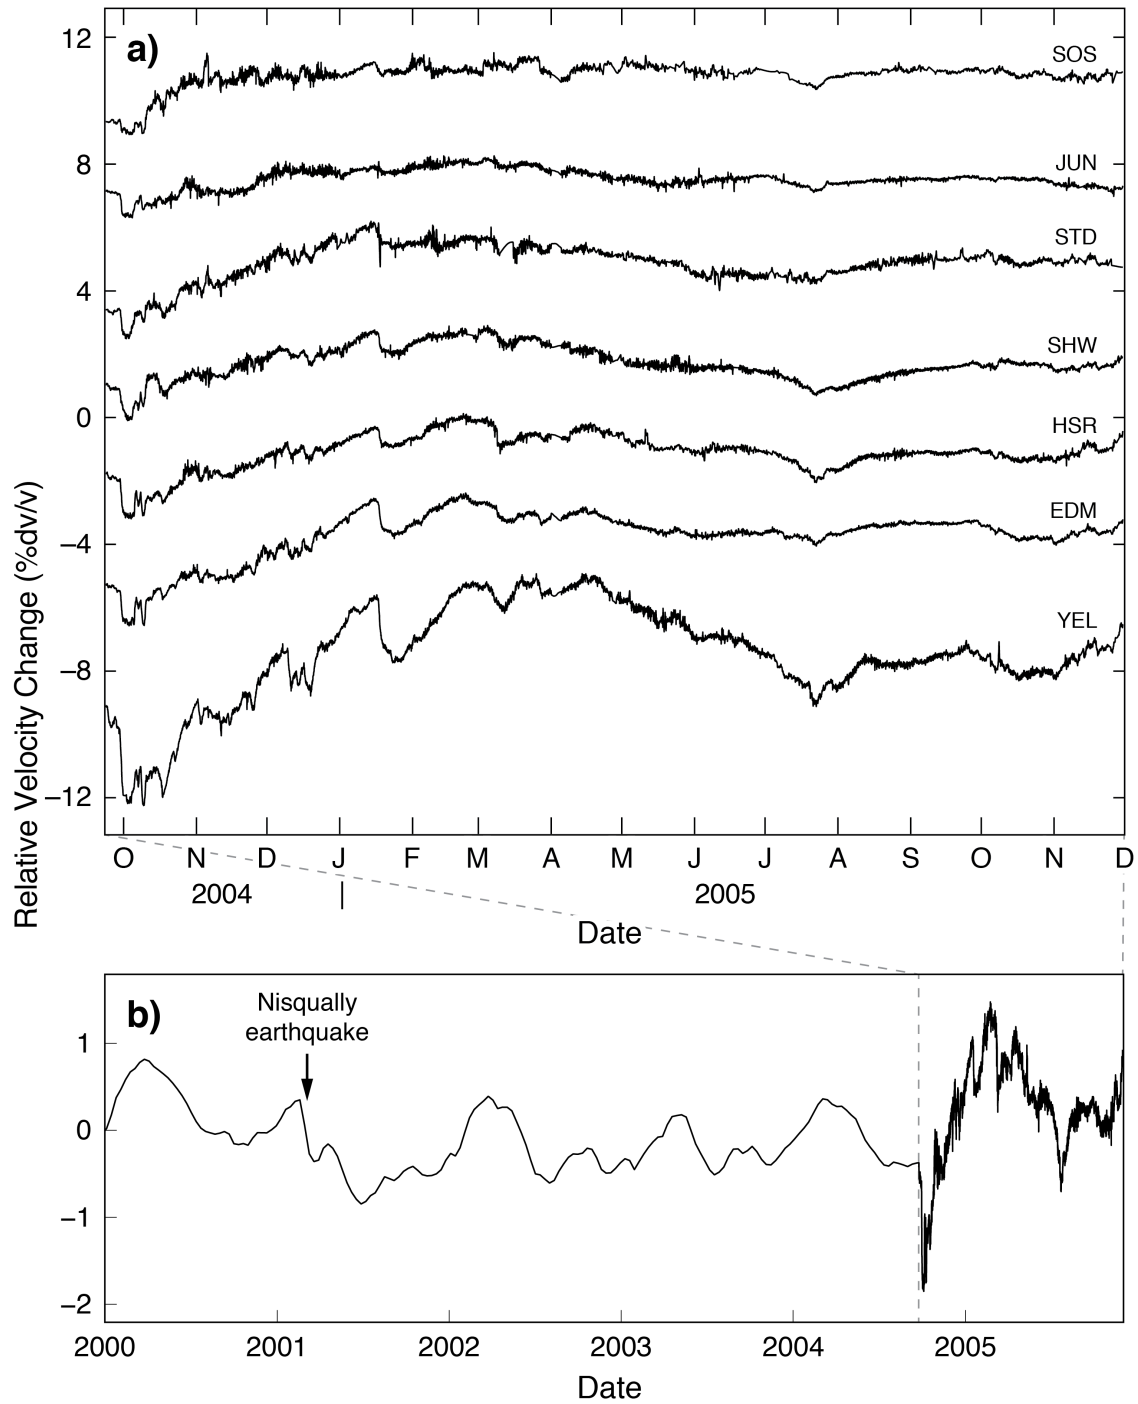 a)
12
8
4
0
−4
−8
−12
SOS
JUN
STD
SHW
HSR
EDM
YEL
Relative Velocity Change (%dv/v)
O N D J F M A M J J A S O N D
2004 | 2005
Date
b)
Nisqually
earthquake
1
0
−1
−2
2000 2001 2002 2003 2004 2005
Date